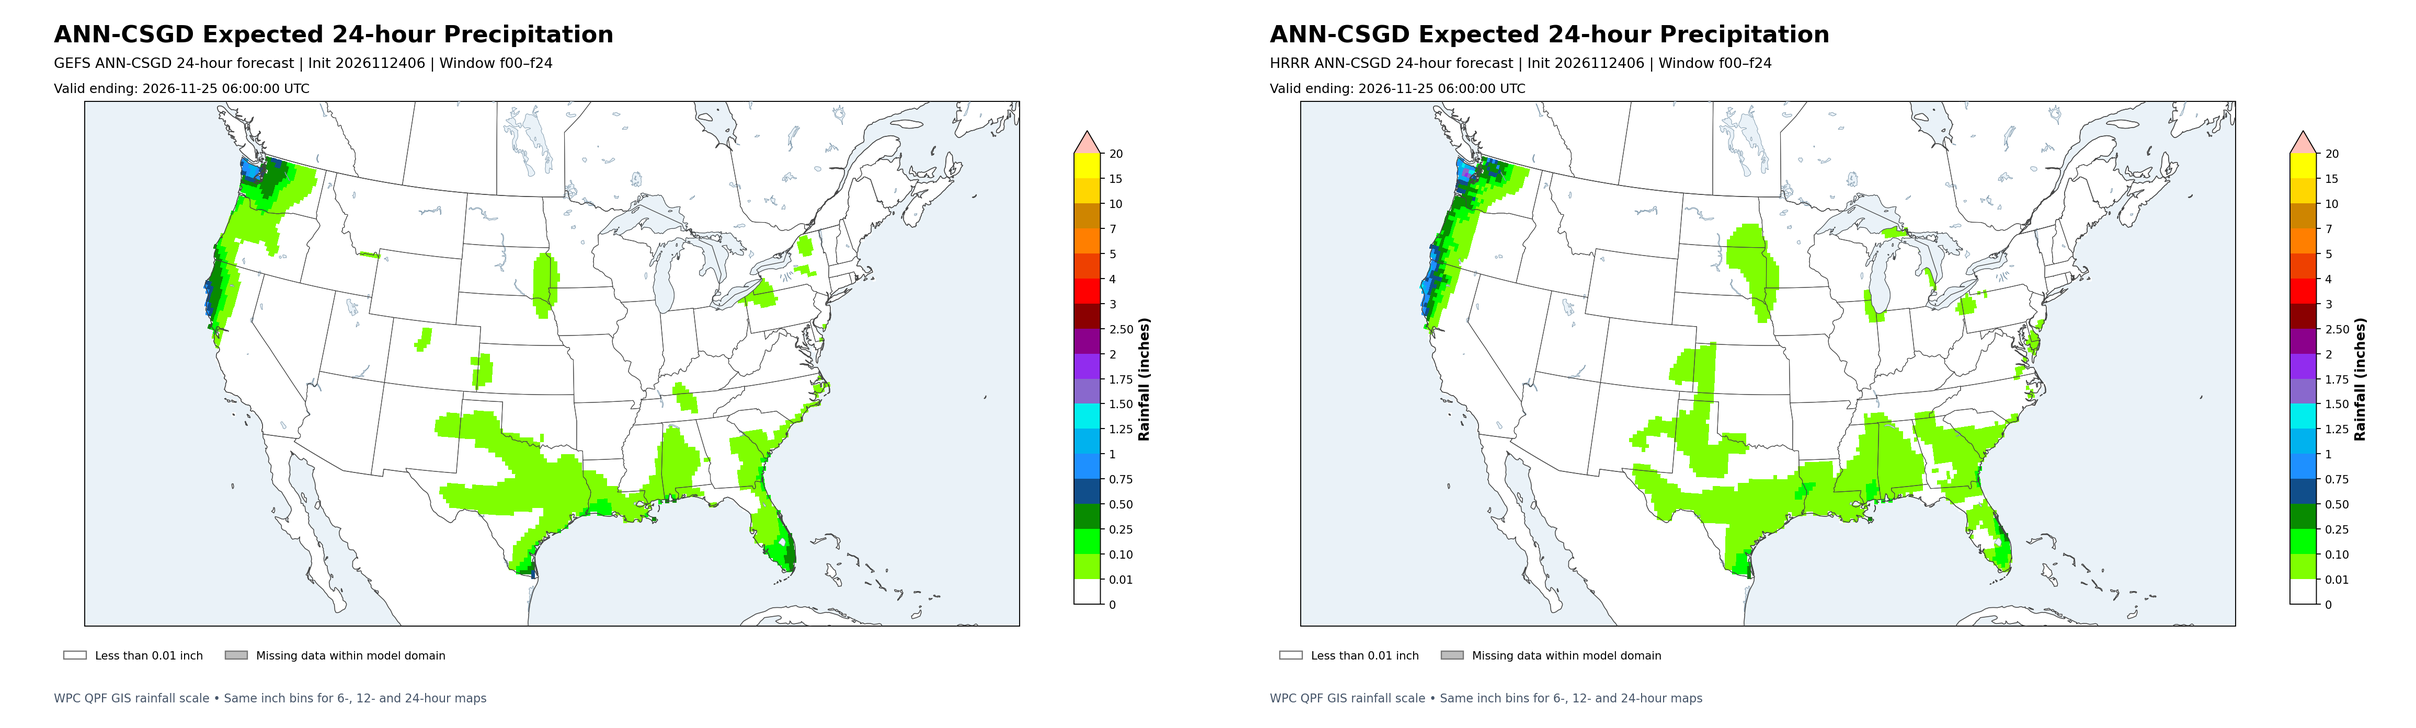 ANN-CSGD Expected 24-hour Precipitation
GEFS ANN-CSGD 24-hour forecast | Init 2026112406 | Window f00–f24
Valid ending: 2026-11-25 06:00:00 UTC
20
15
10
7
5
4
3
2.50
2
1.75
1.50
1.25
1
0.75
0.50
0.25
0.10
0.01
0
Rainfall (inches)
Less than 0.01 inch
Missing data within model domain
WPC QPF GIS rainfall scale • Same inch bins for 6-, 12- and 24-hour maps
ANN-CSGD Expected 24-hour Precipitation
HRRR ANN-CSGD 24-hour forecast | Init 2026112406 | Window f00–f24
Valid ending: 2026-11-25 06:00:00 UTC
20
15
10
7
5
4
3
2.50
2
1.75
1.50
1.25
1
0.75
0.50
0.25
0.10
0.01
0
Rainfall (inches)
Less than 0.01 inch
Missing data within model domain
WPC QPF GIS rainfall scale • Same inch bins for 6-, 12- and 24-hour maps